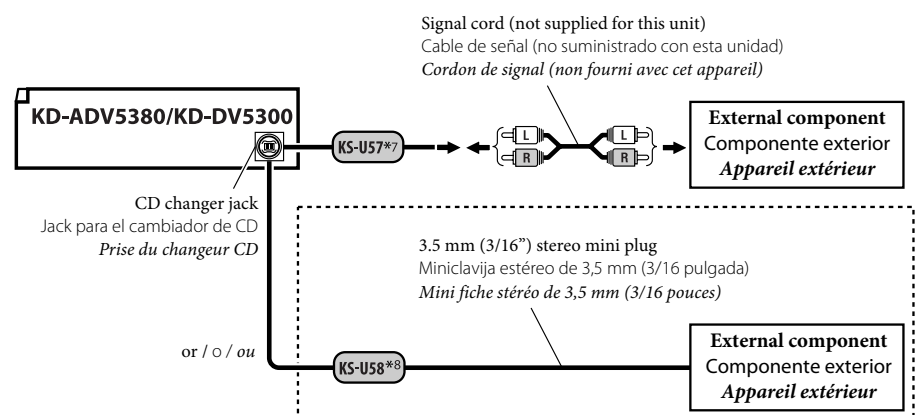 Signal cord (not supplied for this unit)
Cable de señal (no suministrado con esta unidad)
Cordon de signal (non fourni avec cet appareil)
KD-ADV5380/KD-DV5300
KS-U57*7
L
R
L
R
External component
Componente exterior
Appareil extérieur
CD changer jack
Jack para el cambiador de CD
Prise du changeur CD
3.5 mm (3/16”) stereo mini plug
Miniclavija estéreo de 3,5 mm (3/16 pulgada)
Mini fiche stéréo de 3,5 mm (3/16 pouces)
or / o / ou
KS-U58*8
External component
Componente exterior
Appareil extérieur